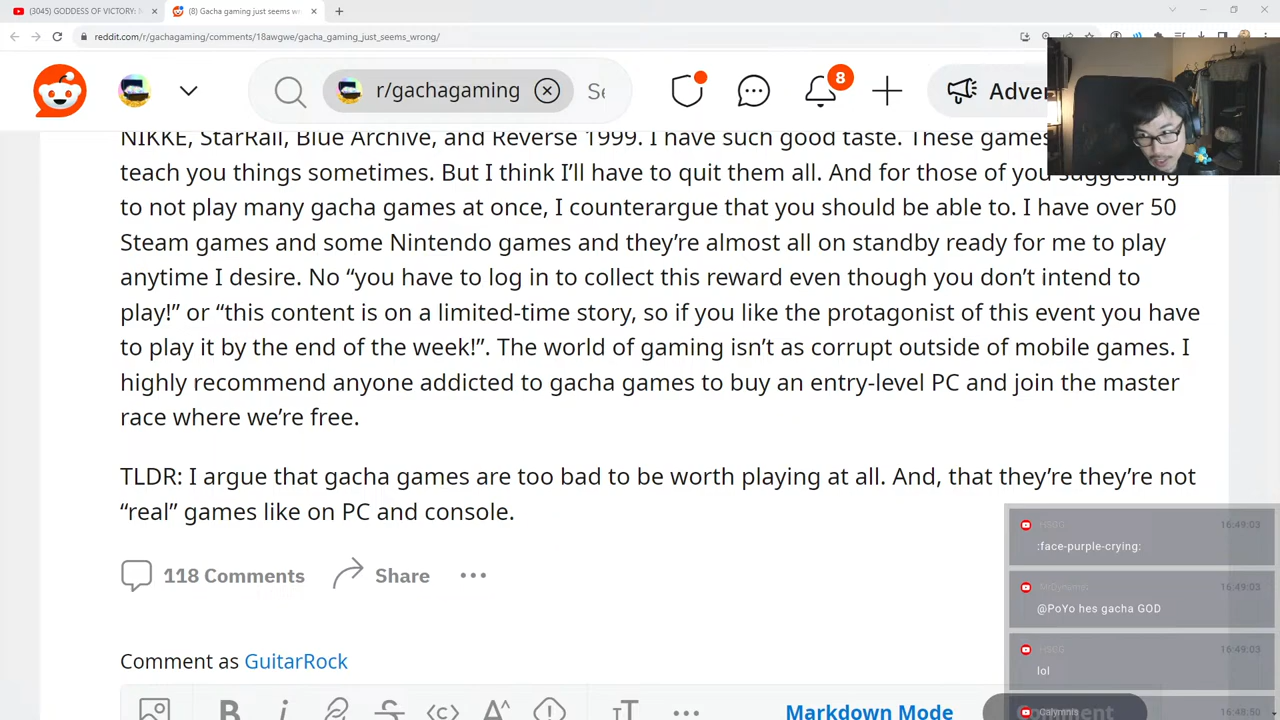 (3045) GODDESS OF VICTORY:
(8) Gacha gaming just seems wr
reddit.com/r/gachagaming/comments/18awgwe/gacha_gaming_just_seems_wrong/
r/gachagaming
Se
8
Adver
NIKKE, StarRail, Blue Archive, and Reverse 1999. I have such good taste. These games
teach you things sometimes. But I think I’ll have to quit them all. And for those of you suggesting
to not play many gacha games at once, I counterargue that you should be able to. I have over 50
Steam games and some Nintendo games and they’re almost all on standby ready for me to play
anytime I desire. No “you have to log in to collect this reward even though you don’t intend to
play!” or “this content is on a limited-time story, so if you like the protagonist of this event you have
to play it by the end of the week!”. The world of gaming isn’t as corrupt outside of mobile games. I
highly recommend anyone addicted to gacha games to buy an entry-level PC and join the master
race where we’re free.
TLDR: I argue that gacha games are too bad to be worth playing at all. And, that they’re they’re not
“real” games like on PC and console.
118 Comments
Share
Comment as GuitarRock
Markdown Mode
Comment
16:49:03
:face-purple-crying:
16:49:03
@PoYo hes gacha GOD
16:49:03
lol
Calymnis
16:48:50